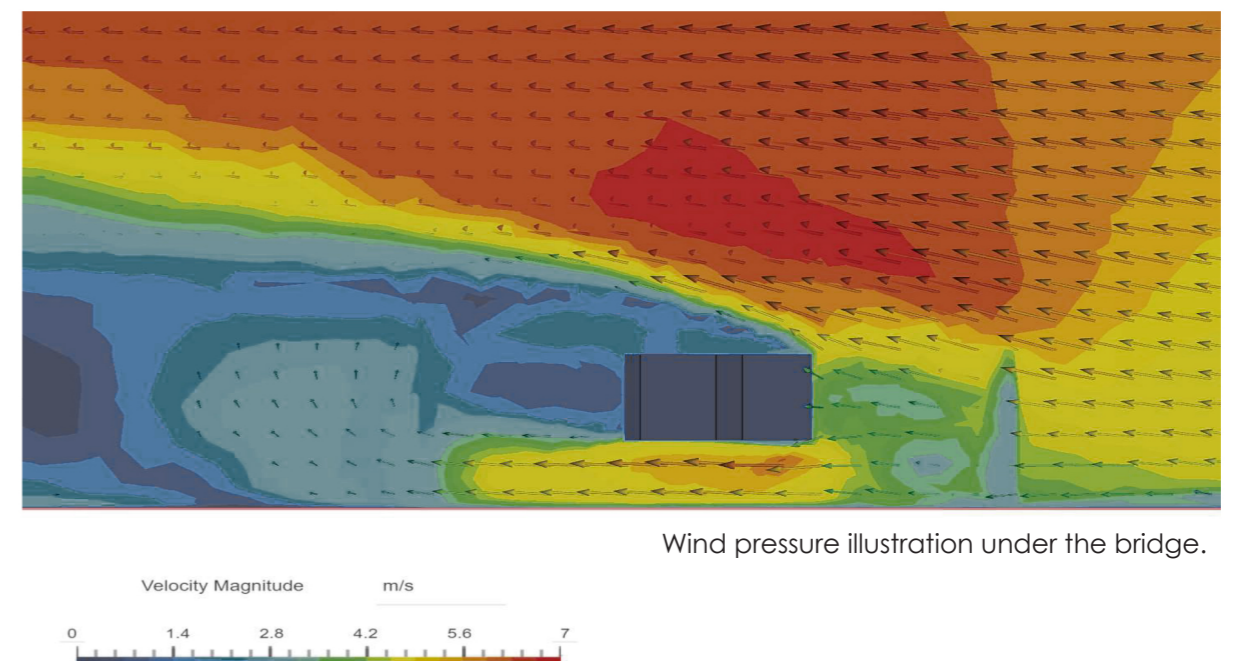 Wind pressure illustration under the bridge.
Velocity Magnitude m/s
0 1.4 2.8 4.2 5.6 7